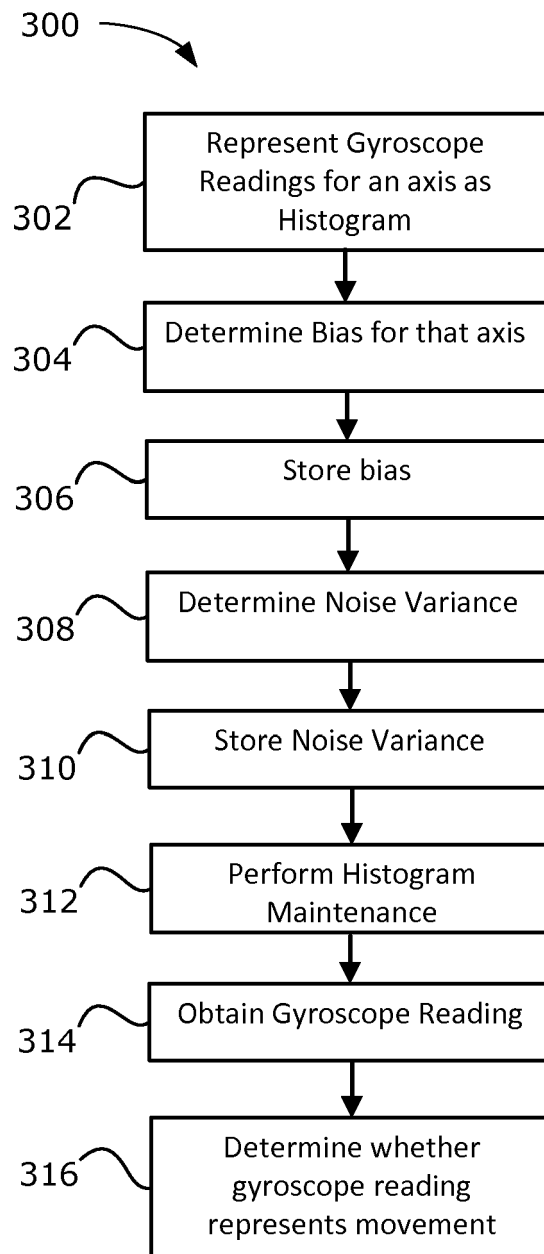 300
302
Represent Gyroscope
Readings for an axis as
Histogram
304
Determine Bias for that axis
306
Store bias
308
Determine Noise Variance
310
Store Noise Variance
312
Perform Histogram
Maintenance
314
Obtain Gyroscope Reading
316
Determine whether
gyroscope reading
represents movement